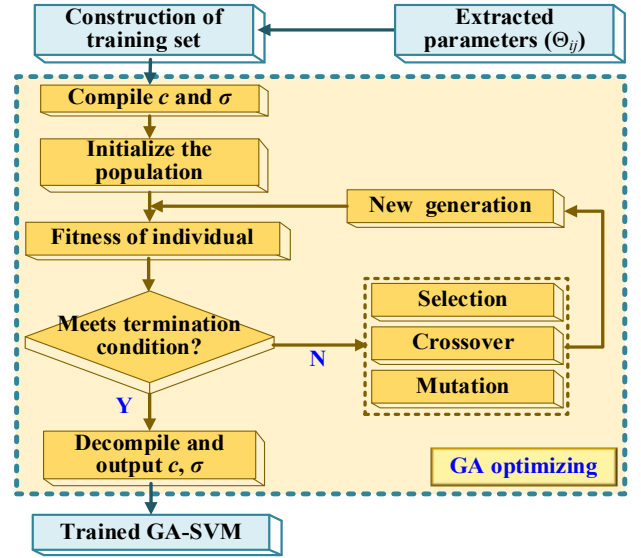 Construction of
training set
Extracted
parameters (Θij)
Compile c and σ
Initialize the
population
New generation
Fitness of individual
Meets termination
condition?
N
Selection
Crossover
Mutation
Y
Decompile and
output c, σ
GA optimizing
Trained GA-SVM